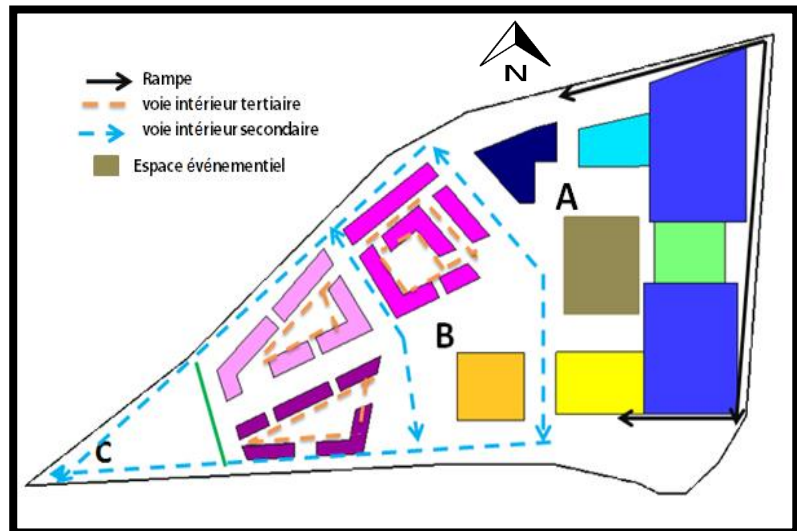 N
Rampe
voie intérieur tertiaire
voie intérieur secondaire
Espace événementiel
A
B
C